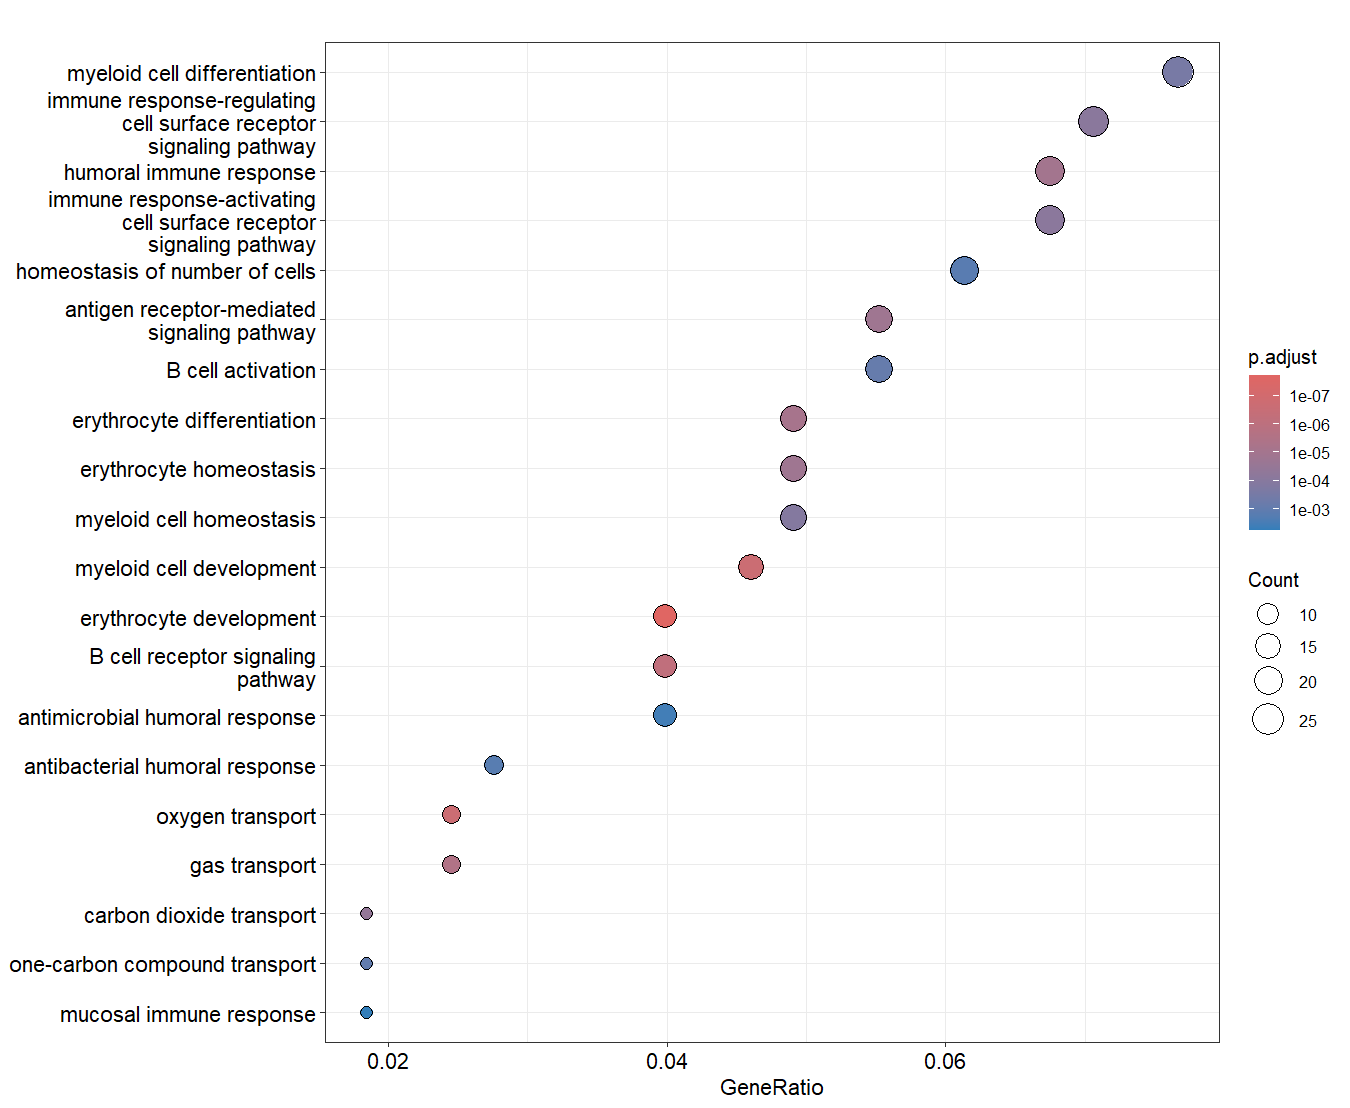 myeloid cell differentiation
immune response-regulating
cell surface receptor
signaling pathway
humoral immune response
immune response-activating
cell surface receptor
signaling pathway
homeostasis of number of cells
antigen receptor-mediated
signaling pathway
B cell activation
erythrocyte differentiation
erythrocyte homeostasis
myeloid cell homeostasis
myeloid cell development
erythrocyte development
B cell receptor signaling
pathway
antimicrobial humoral response
antibacterial humoral response
oxygen transport
gas transport
carbon dioxide transport
one-carbon compound transport
mucosal immune response
0.02
0.04
0.06
GeneRatio
p.adjust
1e-07
1e-06
1e-05
1e-04
1e-03
Count
10
15
20
25